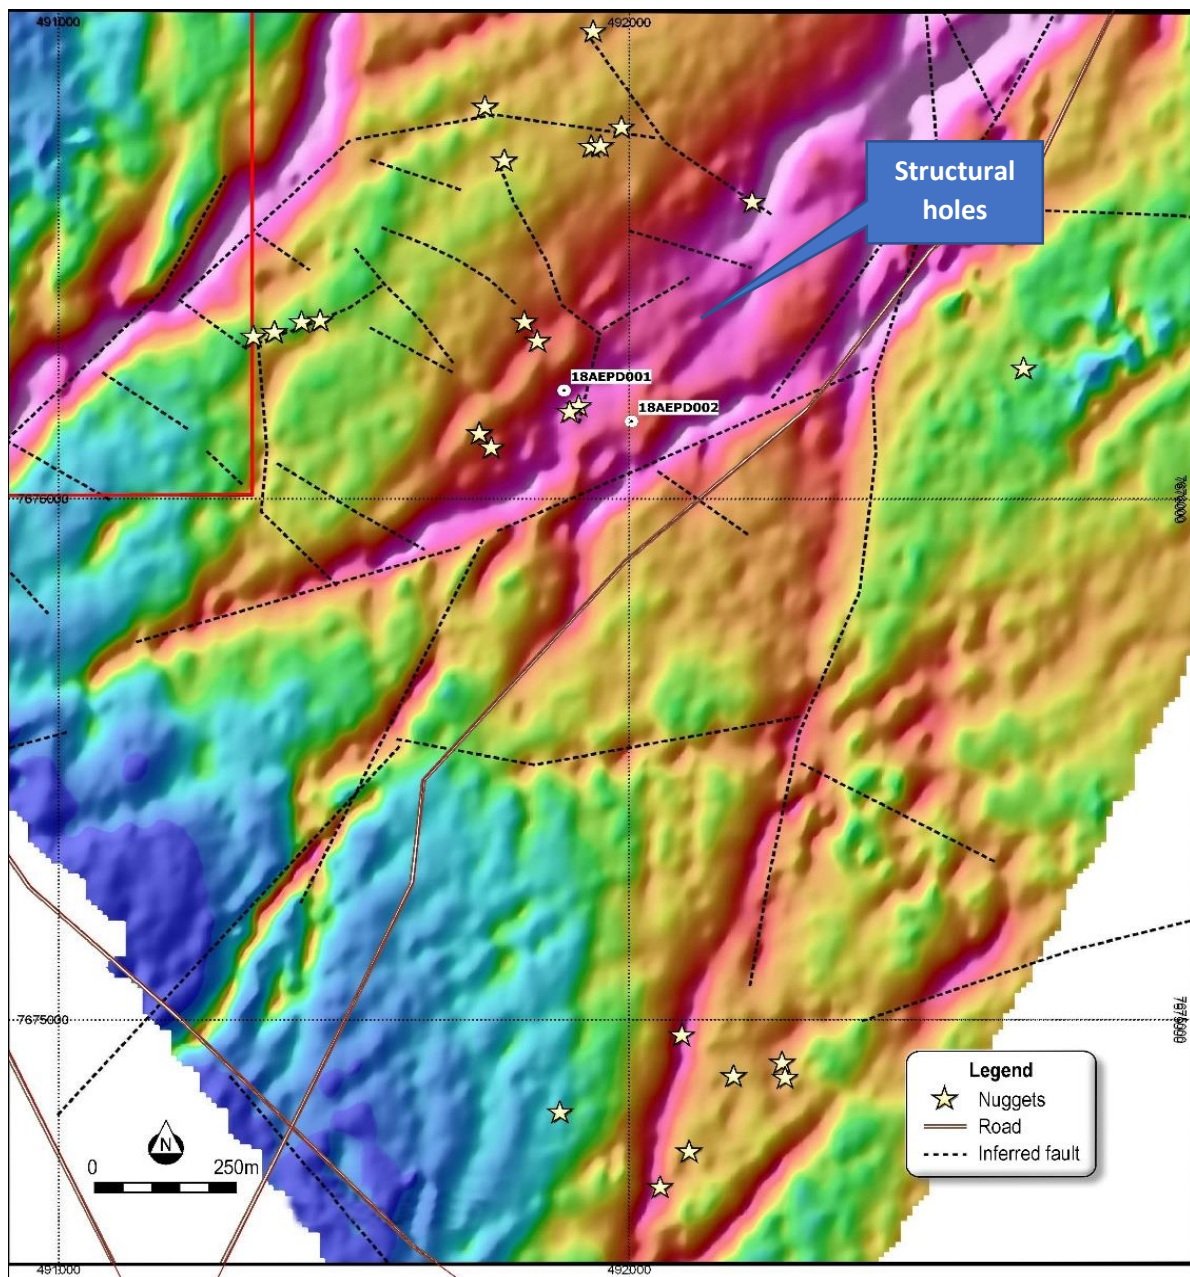 491000
492000
Structural
holes
18AEPD001
18AEPD002
7676000
7676000
7675000
7675000
Legend
Nuggets
Road
Inferred fault
N
0
250m
491000
492000